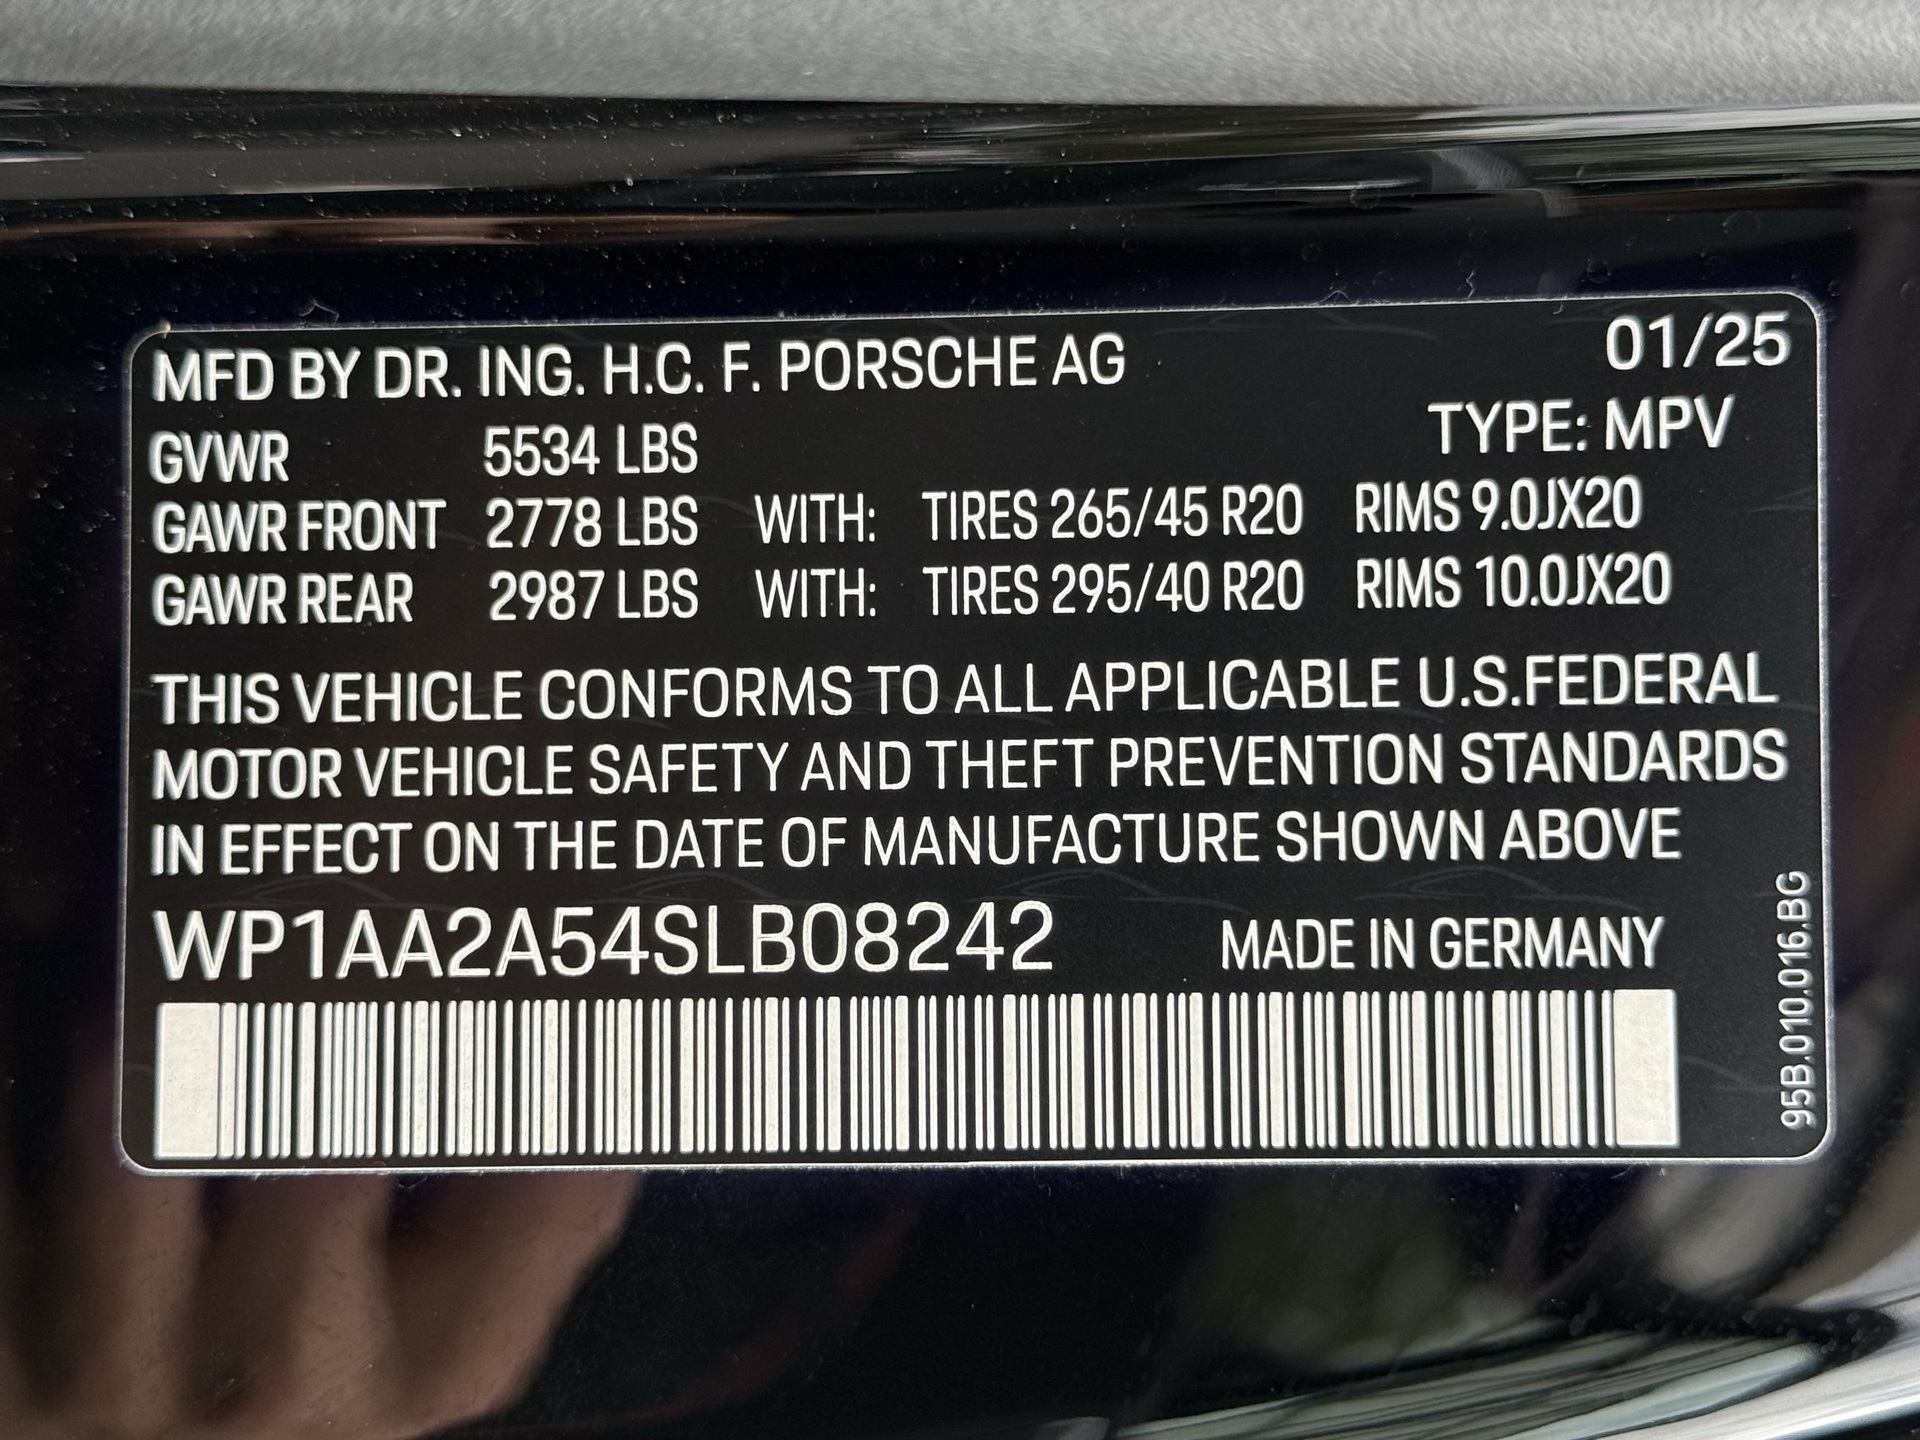 MFD BY DR. ING. H.C. F. PORSCHE AG 01/25
TYPE: MPV
GVWR 5534 LBS
GAWR FRONT 2778 LBS WITH: TIRES 265/45 R20 RIMS 9.0JX20
GAWR REAR 2987 LBS WITH: TIRES 295/40 R20 RIMS 10.0JX20
THIS VEHICLE CONFORMS TO ALL APPLICABLE U.S.FEDERAL
MOTOR VEHICLE SAFETY AND THEFT PREVENTION STANDARDS
IN EFFECT ON THE DATE OF MANUFACTURE SHOWN ABOVE
WP1AA2A54SLB08242 MADE IN GERMANY
95B.010.016.BG